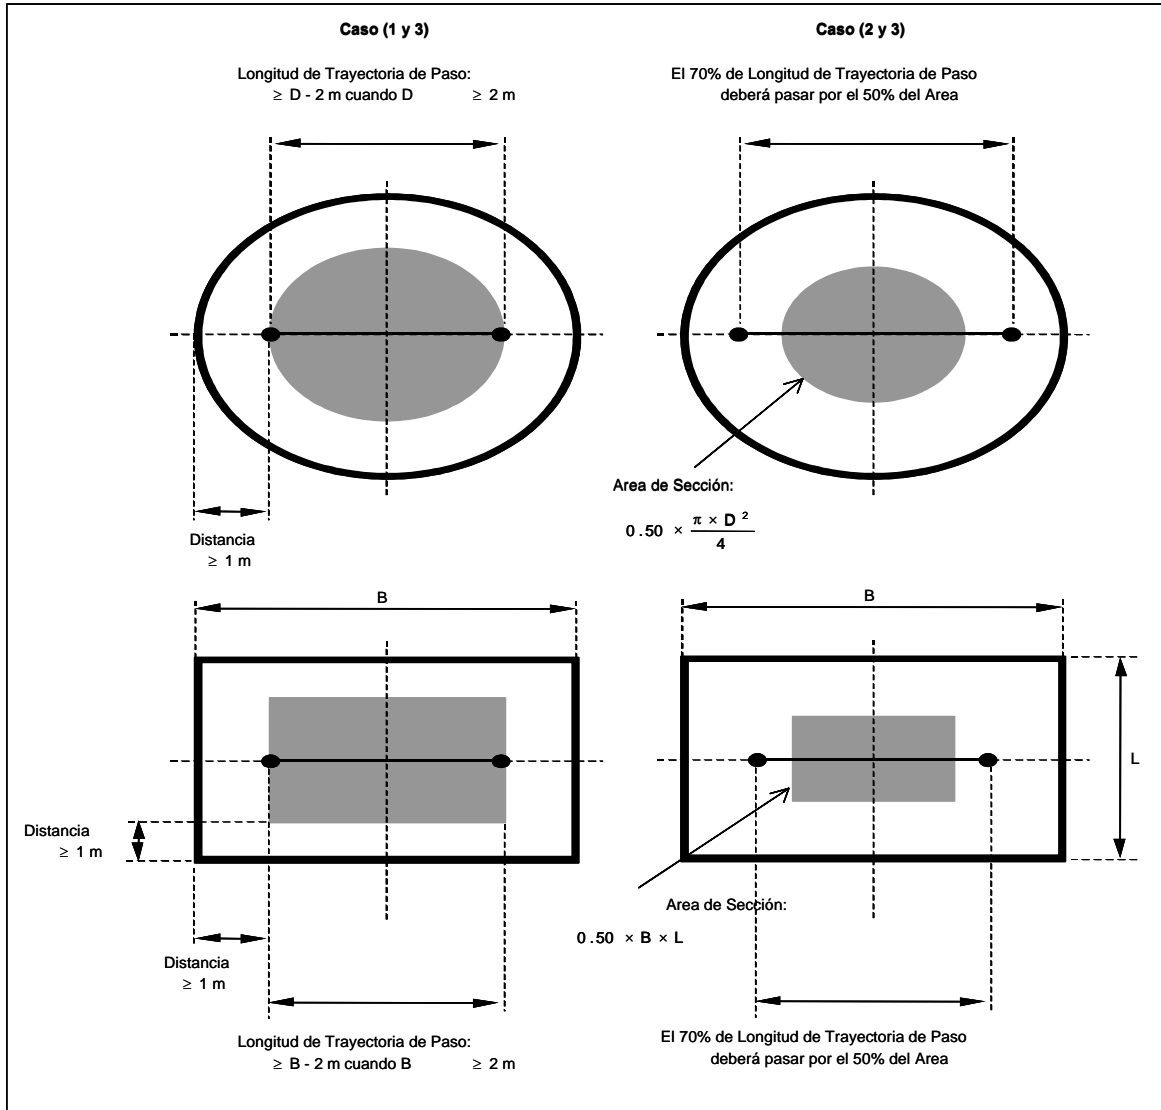 Caso (1 y 3)
Caso (2 y 3)
Longitud de Trayectoria de Paso:
≥ D - 2 m cuando D ≥ 2 m
El 70% de Longitud de Trayectoria de Paso
deberá pasar por el 50% del Area
Area de Sección:
0.50 × π × D 2 / 4
Distancia
≥ 1 m
B
B
L
Distancia
≥ 1 m
Area de Sección:
0.50 × B × L
Distancia
≥ 1 m
Longitud de Trayectoria de Paso:
≥ B - 2 m cuando B ≥ 2 m
El 70% de Longitud de Trayectoria de Paso
deberá pasar por el 50% del Area